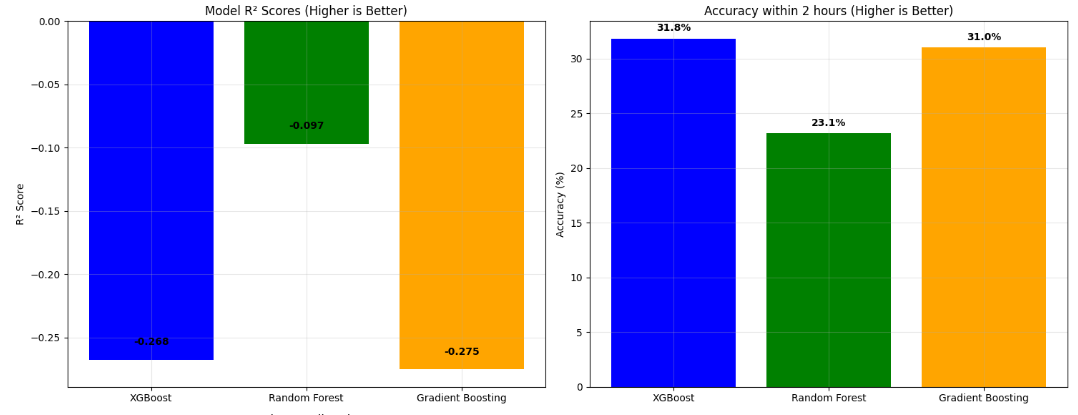 Model R² Scores (Higher is Better)
0.00
−0.05
−0.10
−0.15
−0.20
−0.25
R² Score
-0.268
-0.097
-0.275
XGBoost
Random Forest
Gradient Boosting
Accuracy within 2 hours (Higher is Better)
30
25
20
15
10
5
0
Accuracy (%)
31.8%
23.1%
31.0%
XGBoost
Random Forest
Gradient Boosting